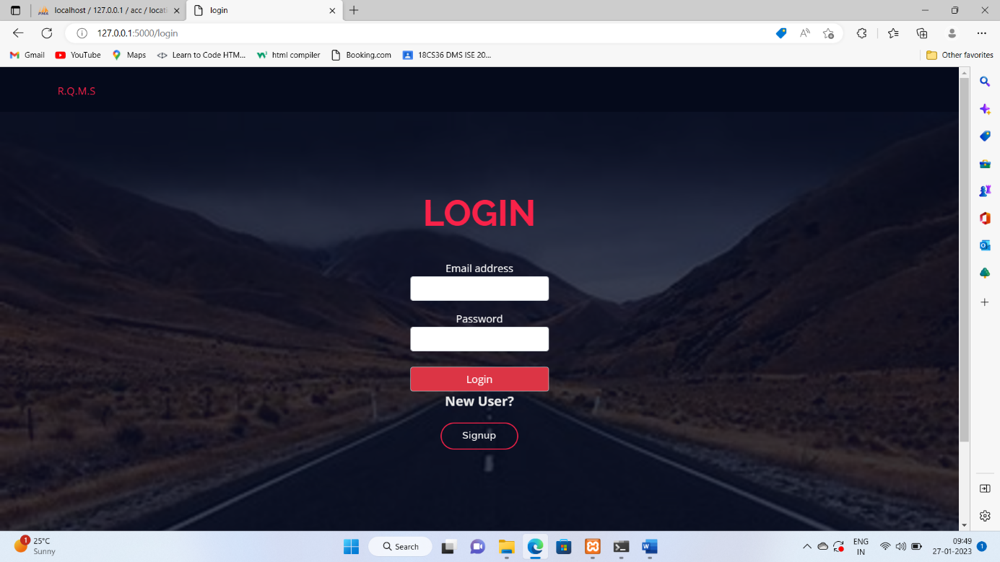 localhost / 127.0.0.1 / acc / locati
login
127.0.0.1:5000/login
Gmail
YouTube
Maps
Learn to Code HTM...
html compiler
Booking.com
18CS36 DMS ISE 20...
Other favorites
R.Q.M.S
LOGIN
Email address
Password
Login
New User?
Signup
1
25°C
Sunny
Search
ENG
IN
09:49
27-01-2023
1